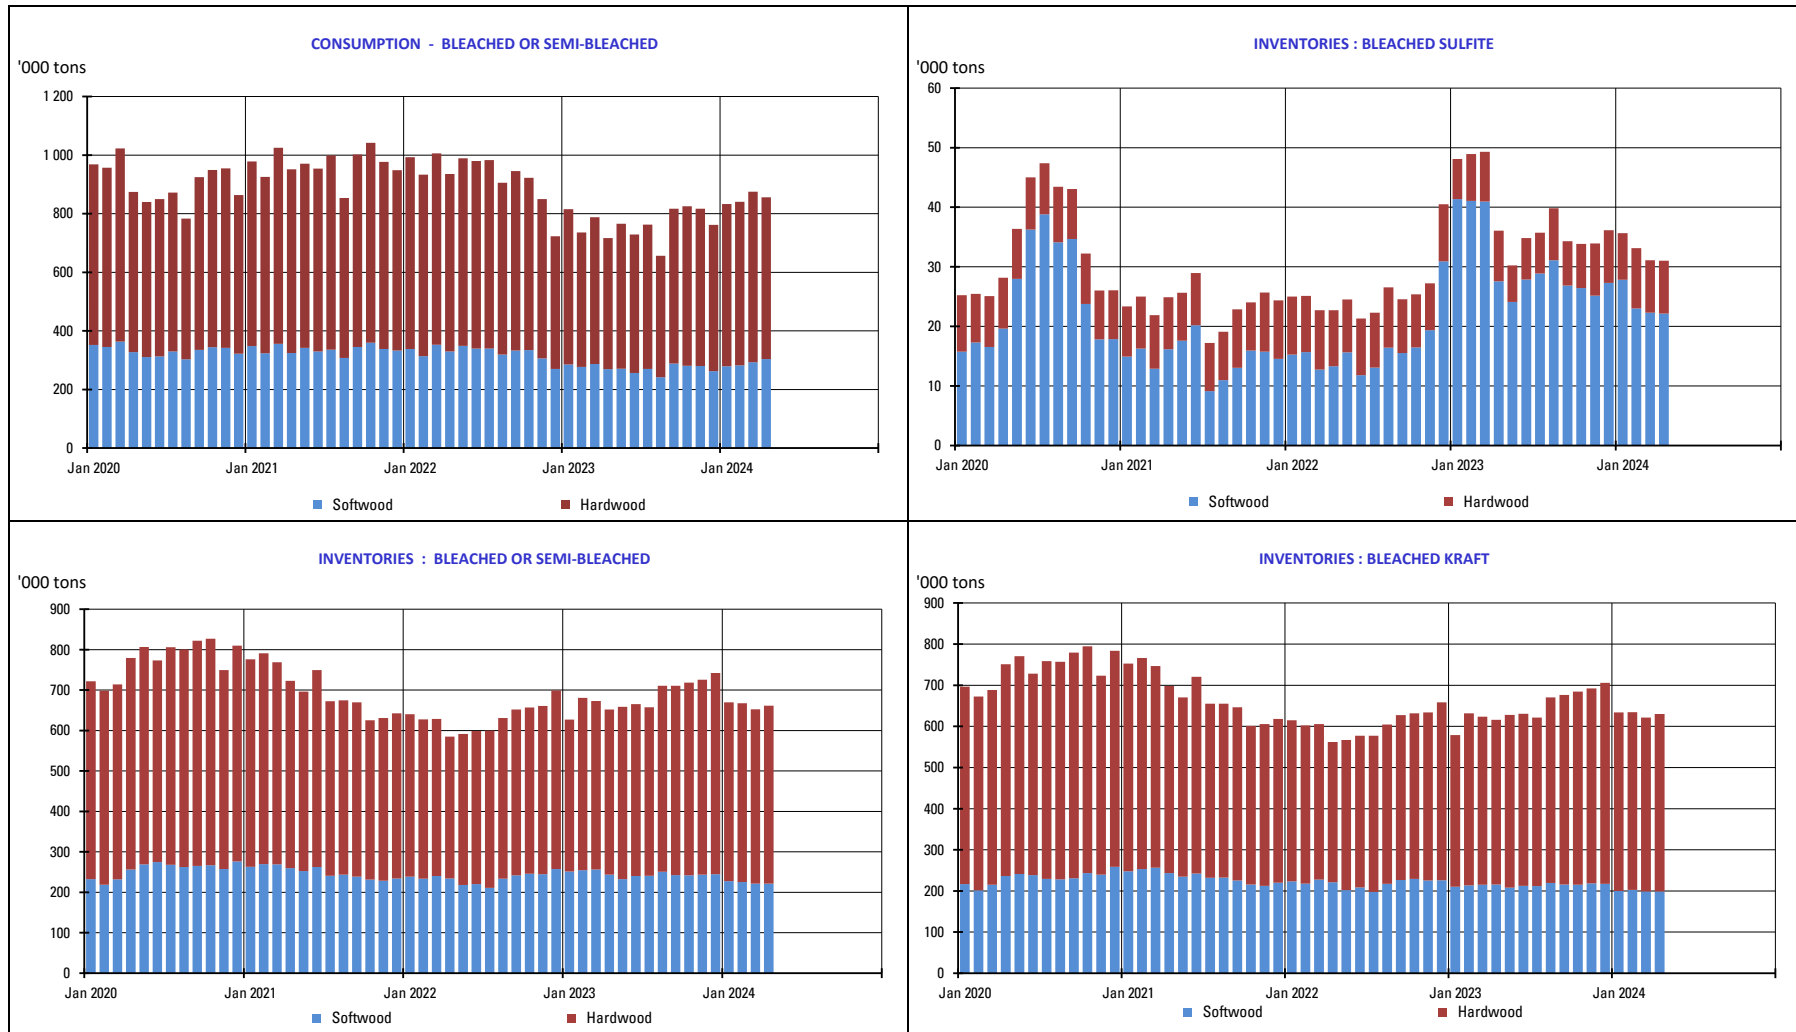 CONSUMPTION - BLEACHED OR SEMI-BLEACHED
'000 tons
1 200
1 000
800
600
400
200
0
Jan 2020 Jan 2021 Jan 2022 Jan 2023 Jan 2024
Softwood Hardwood
INVENTORIES : BLEACHED SULFITE
'000 tons
60
50
40
30
20
10
0
Jan 2020 Jan 2021 Jan 2022 Jan 2023 Jan 2024
Softwood Hardwood
INVENTORIES : BLEACHED OR SEMI-BLEACHED
'000 tons
900
800
700
600
500
400
300
200
100
0
Jan 2020 Jan 2021 Jan 2022 Jan 2023 Jan 2024
Softwood Hardwood
INVENTORIES : BLEACHED KRAFT
'000 tons
900
800
700
600
500
400
300
200
100
0
Jan 2020 Jan 2021 Jan 2022 Jan 2023 Jan 2024
Softwood Hardwood